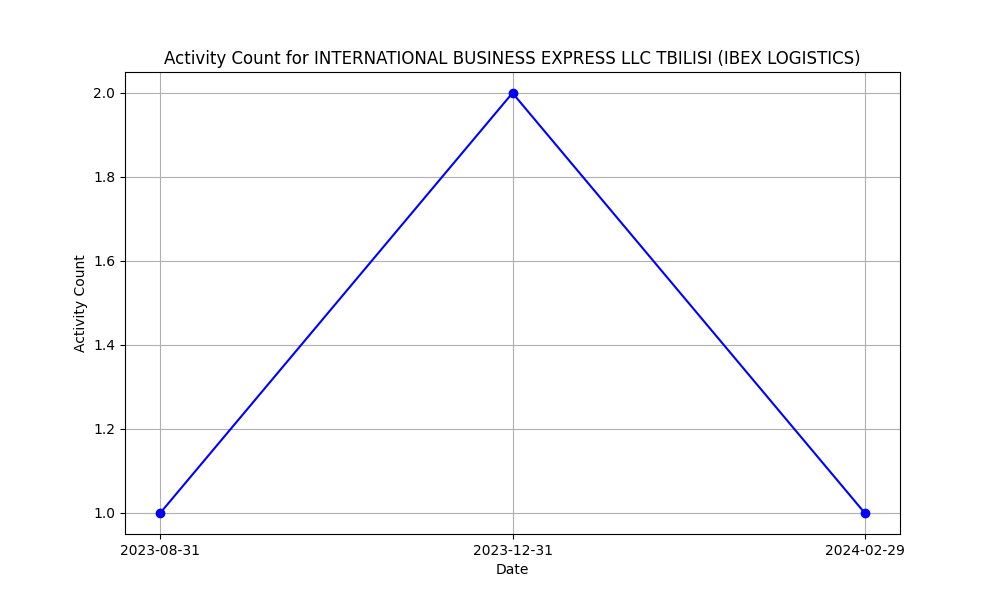 Activity Count for INTERNATIONAL BUSINESS EXPRESS LLC TBILISI (IBEX LOGISTICS)
2.0
1.8
1.6
1.4
1.2
1.0
Activity Count
2023-08-31 2023-12-31 2024-02-29
Date